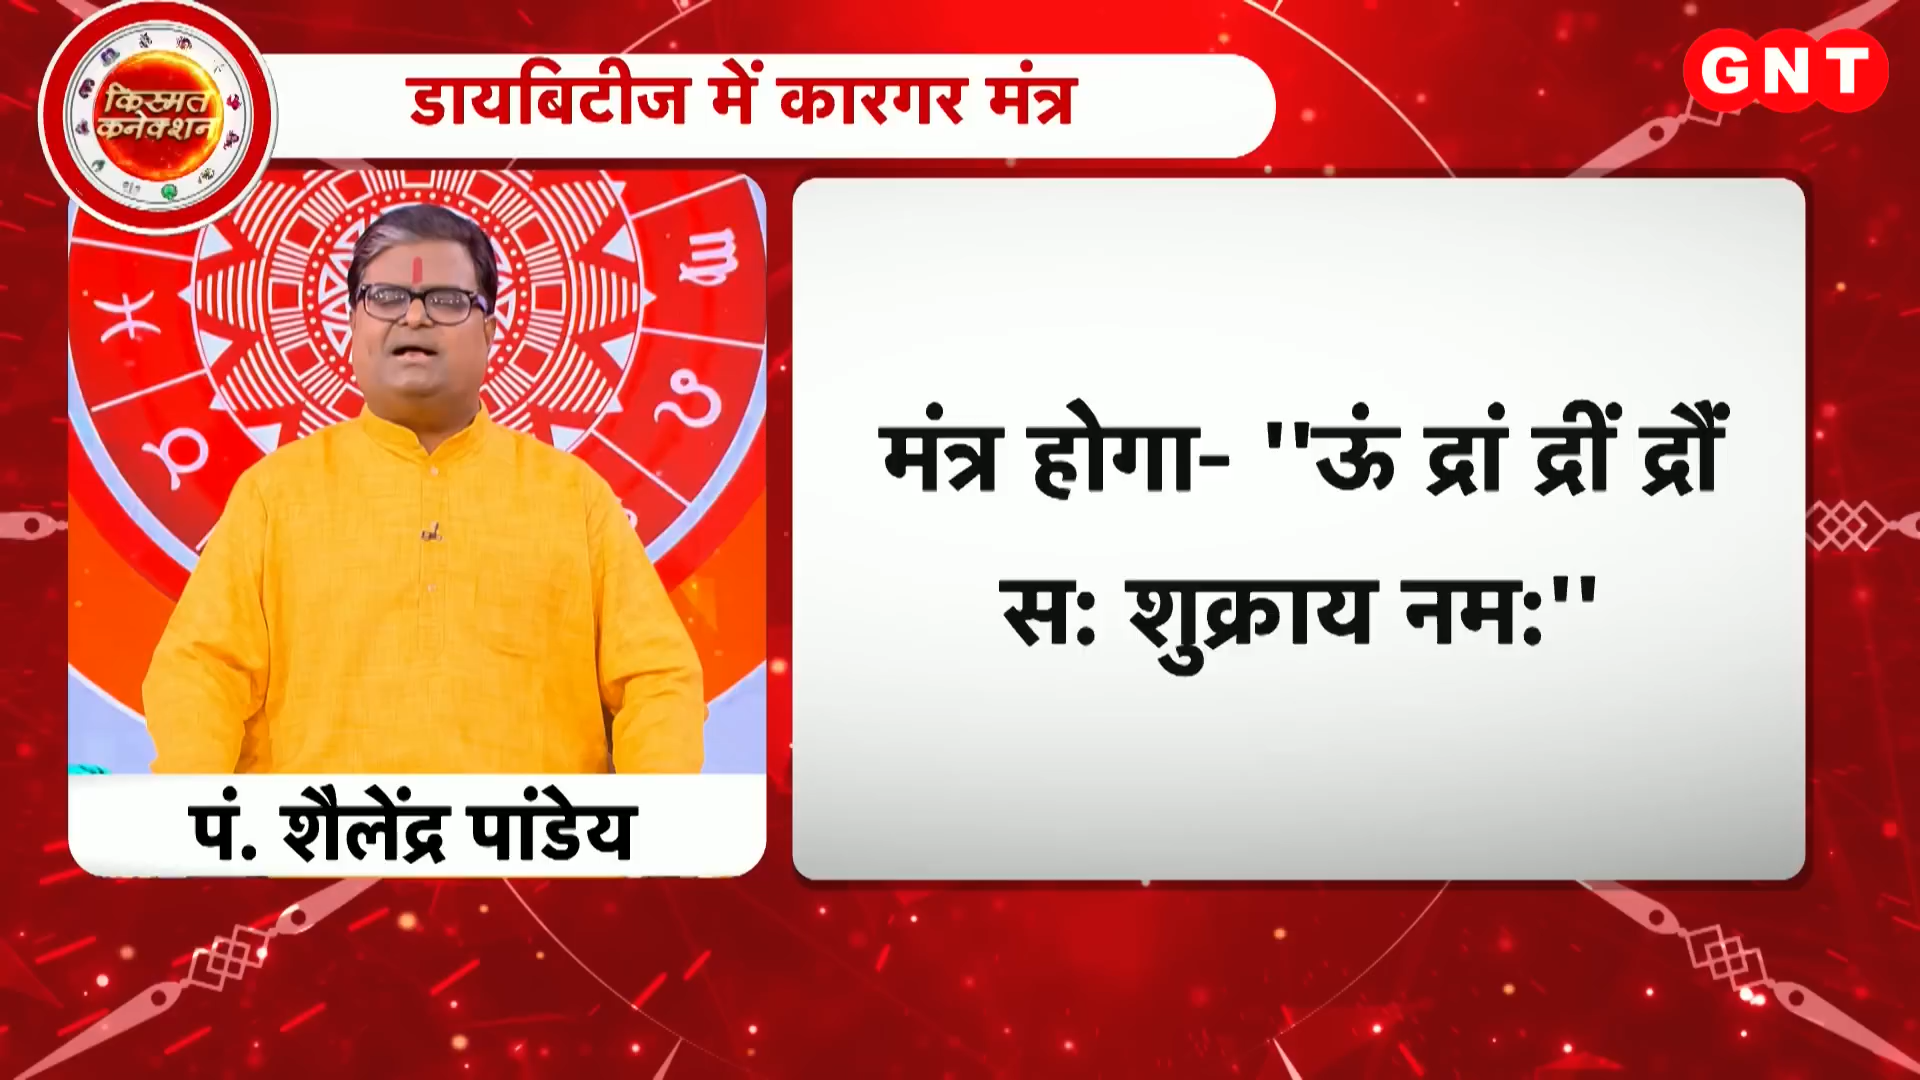 किस्मत
कनेक्शन
डायबिटीज में कारगर मंत्र
GNT
मंत्र होगा- ''ऊं द्रां द्रीं द्रौं
स: शुक्राय नम:''
पं. शैलेंद्र पांडेय